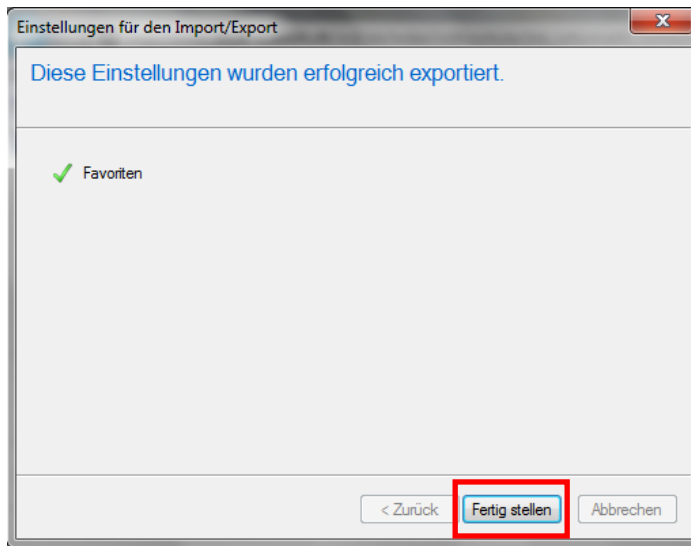 Einstellungen für den Import/Export
Diese Einstellungen wurden erfolgreich exportiert.
Favoriten
< Zurück Fertig stellen Abbrechen